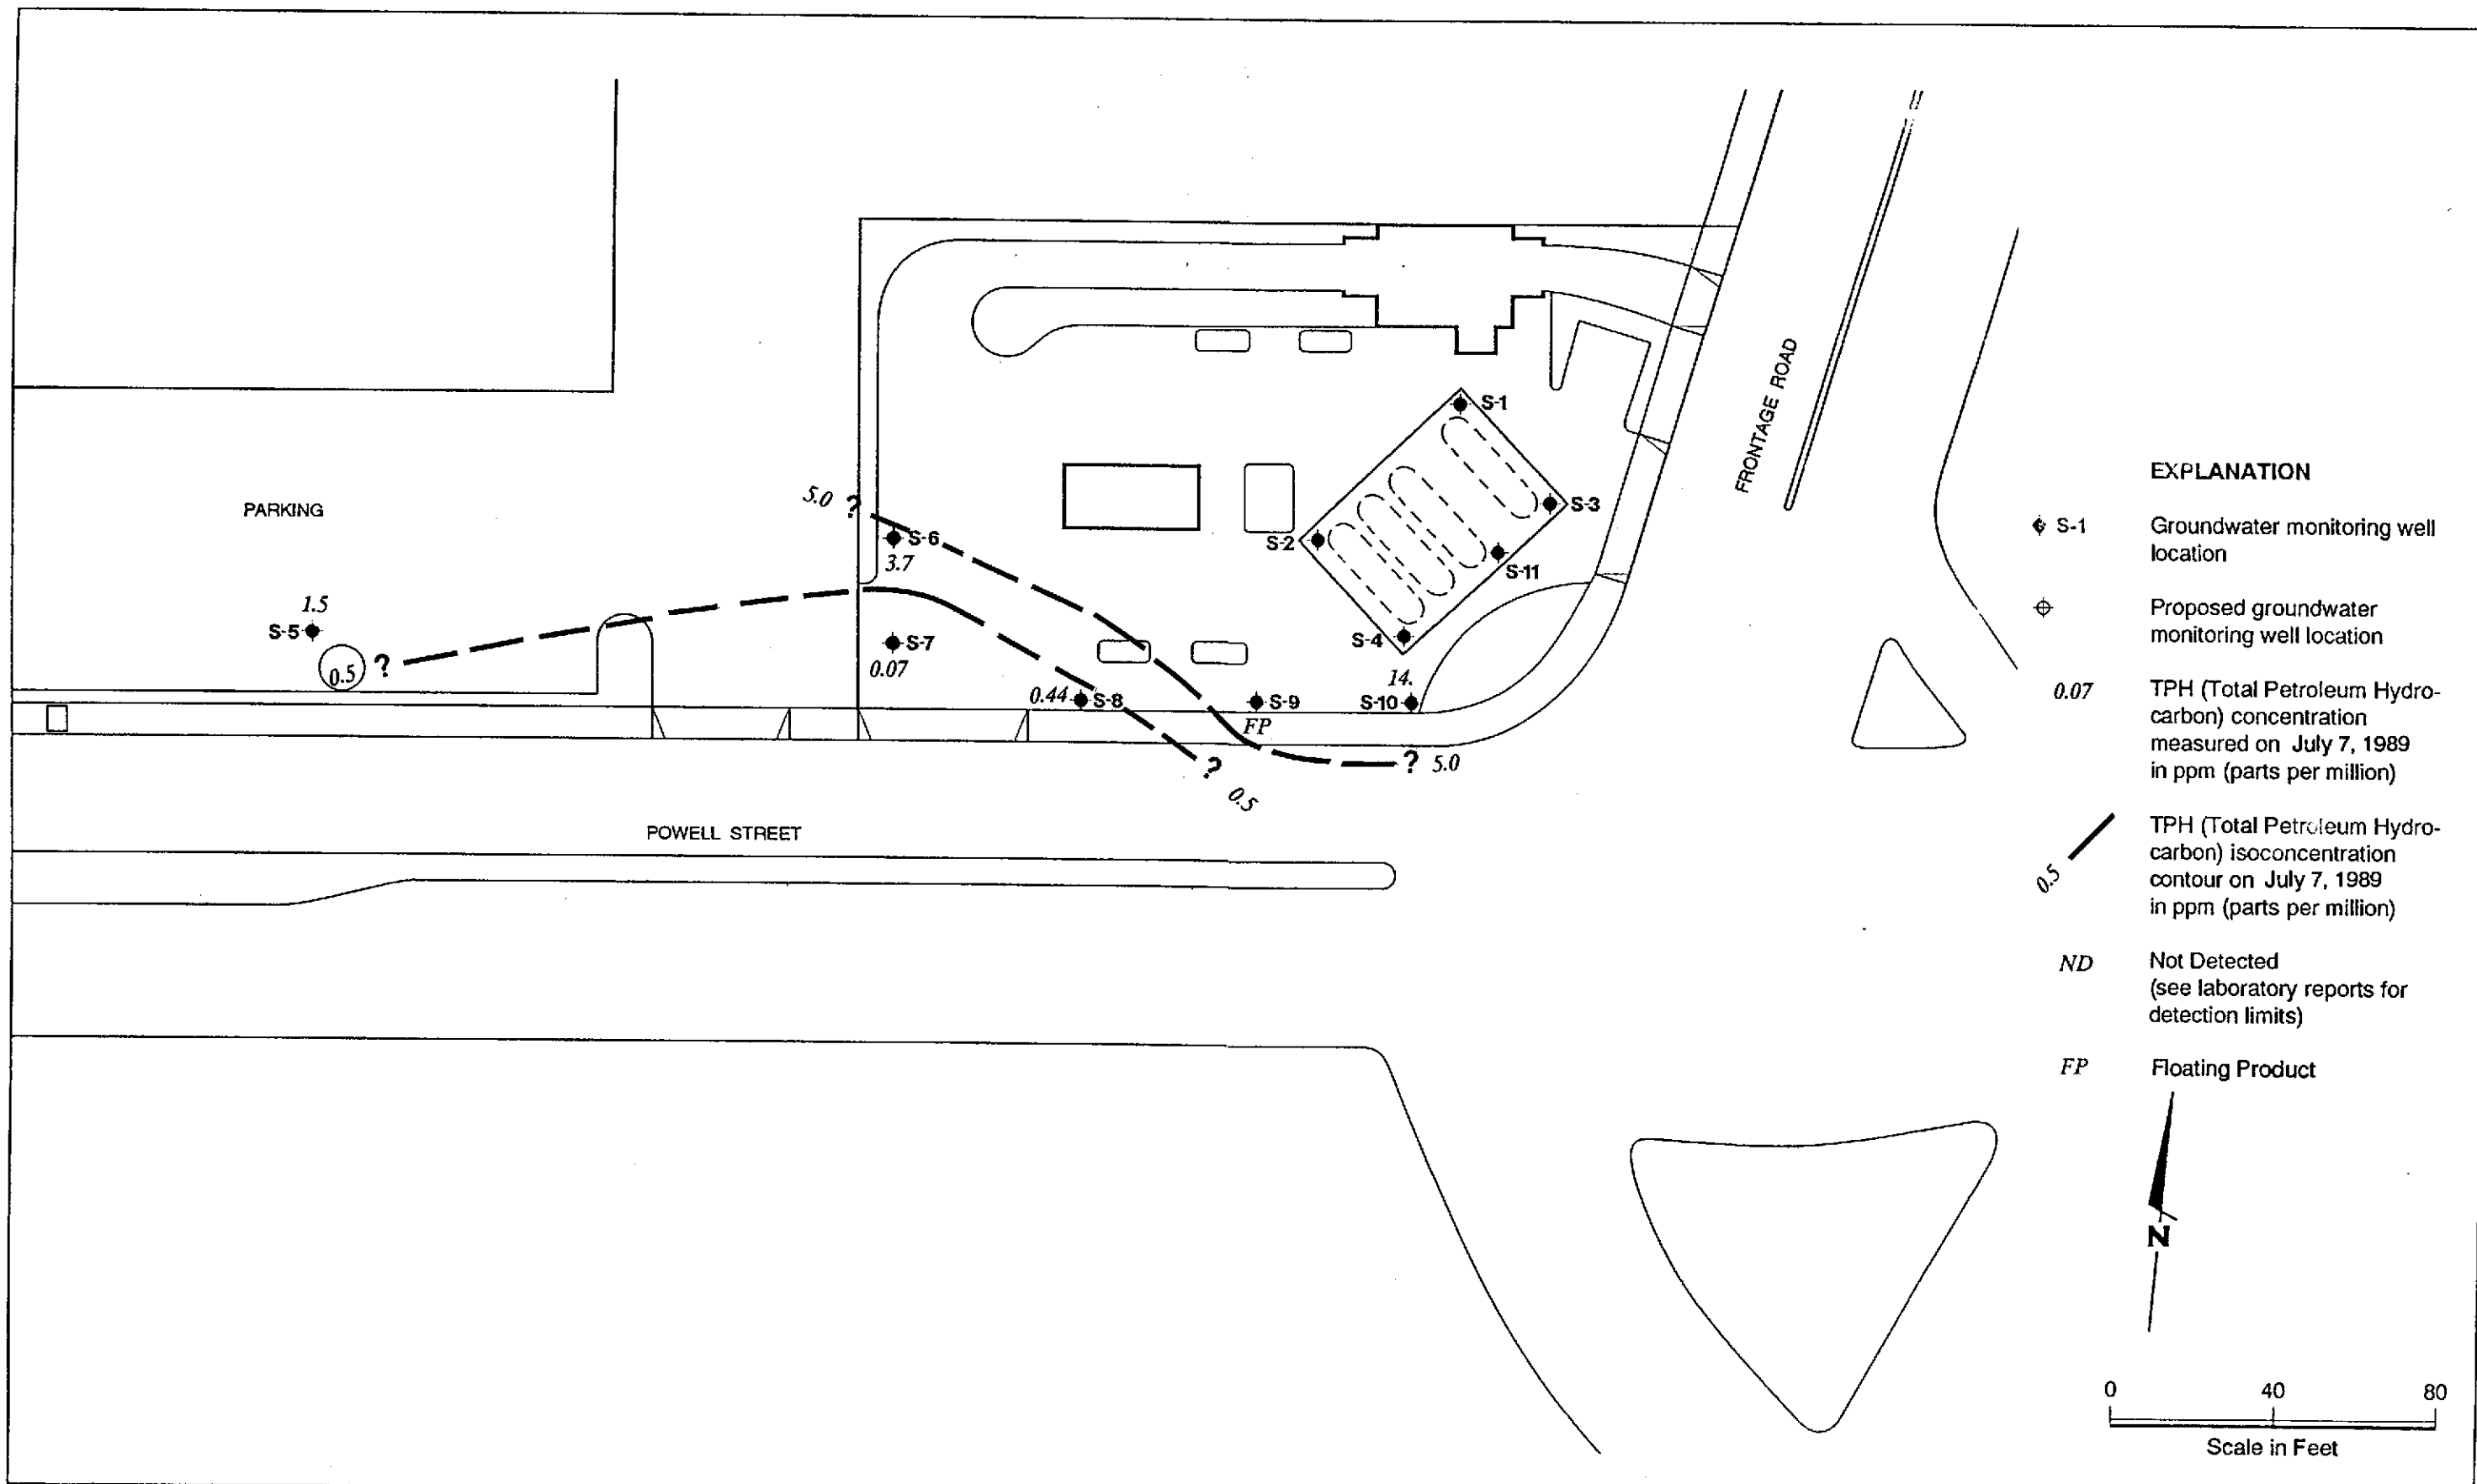 S-1
FRONTAGE ROAD
EXPLANATION
5.0 ?
PARKING
S-3
S-6
3.7
S-2
S-11
S-1
Groundwater monitoring well
location
1.5
S-5
S-7
0.07
S-4
Proposed groundwater
monitoring well location
0.5 ?
0.44 S-8
S-9
FP
14.
S-10
0.07
TPH (Total Petroleum Hydro-
carbon) concentration
measured on July 7, 1989
in ppm (parts per million)
? 0.5
? 5.0
POWELL STREET
0.5
TPH (Total Petroleum Hydro-
carbon) isoconcentration
contour on July 7, 1989
in ppm (parts per million)
ND
Not Detected
(see laboratory reports for
detection limits)
FP
Floating Product
N
0 40 80
Scale in Feet